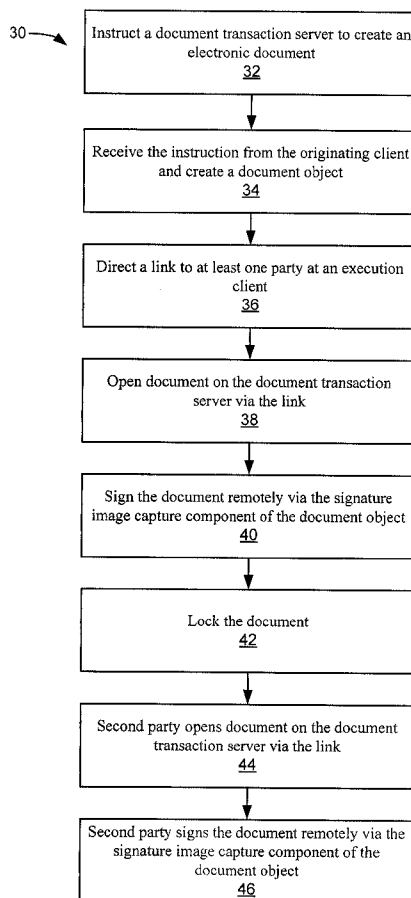 30
Instruct a document transaction server to create an
electronic document
32
Receive the instruction from the originating client
and create a document object
34
Direct a link to at least one party at an execution
client
36
Open document on the document transaction
server via the link
38
Sign the document remotely via the signature
image capture component of the document object
40
Lock the document
42
Second party opens document on the document
transaction server via the link
44
Second party signs the document remotely via the
signature image capture component of the
document object
46